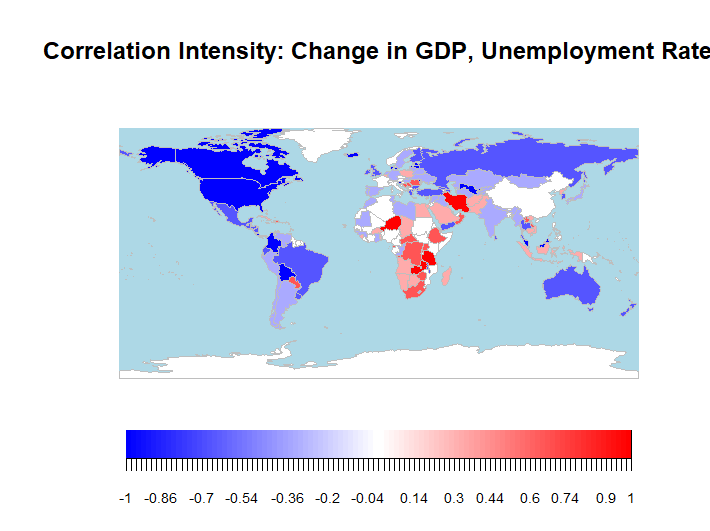 Correlation Intensity: Change in GDP, Unemployment Rate
-1 -0.86 -0.7 -0.54 -0.36 -0.2 -0.04 0.14 0.3 0.44 0.6 0.74 0.9 1